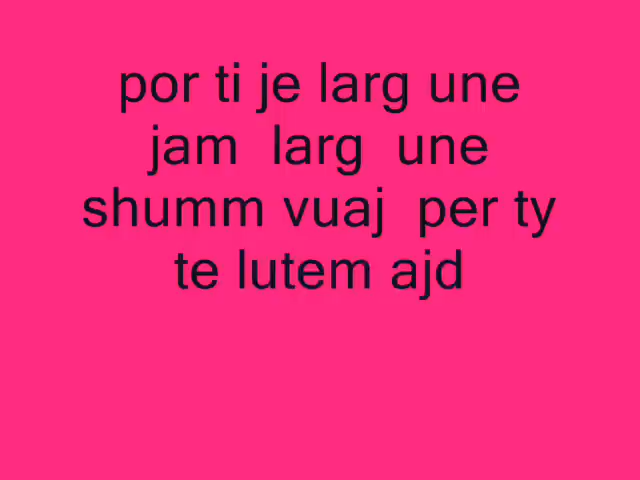 por ti je larg une
jam larg une
shumm vuaj per ty
te lutem ajd